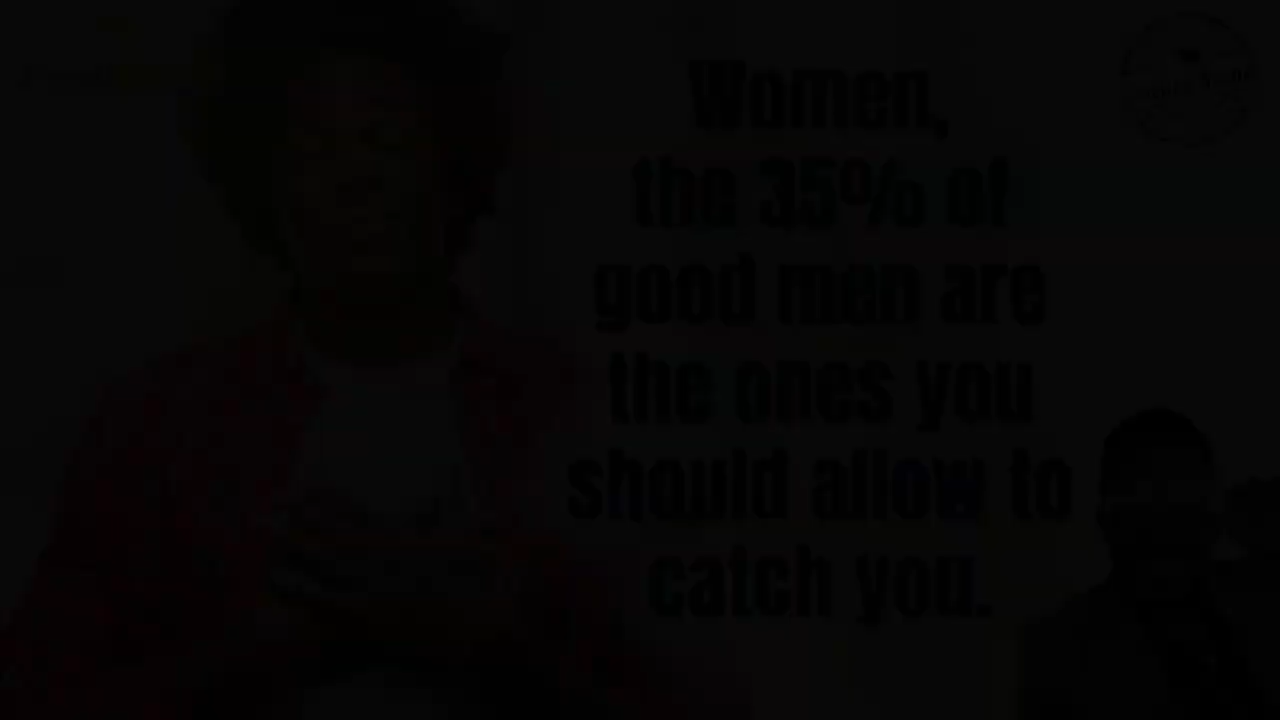 Women,
the 35% of
good men are
the ones you
should allow to
catch you.